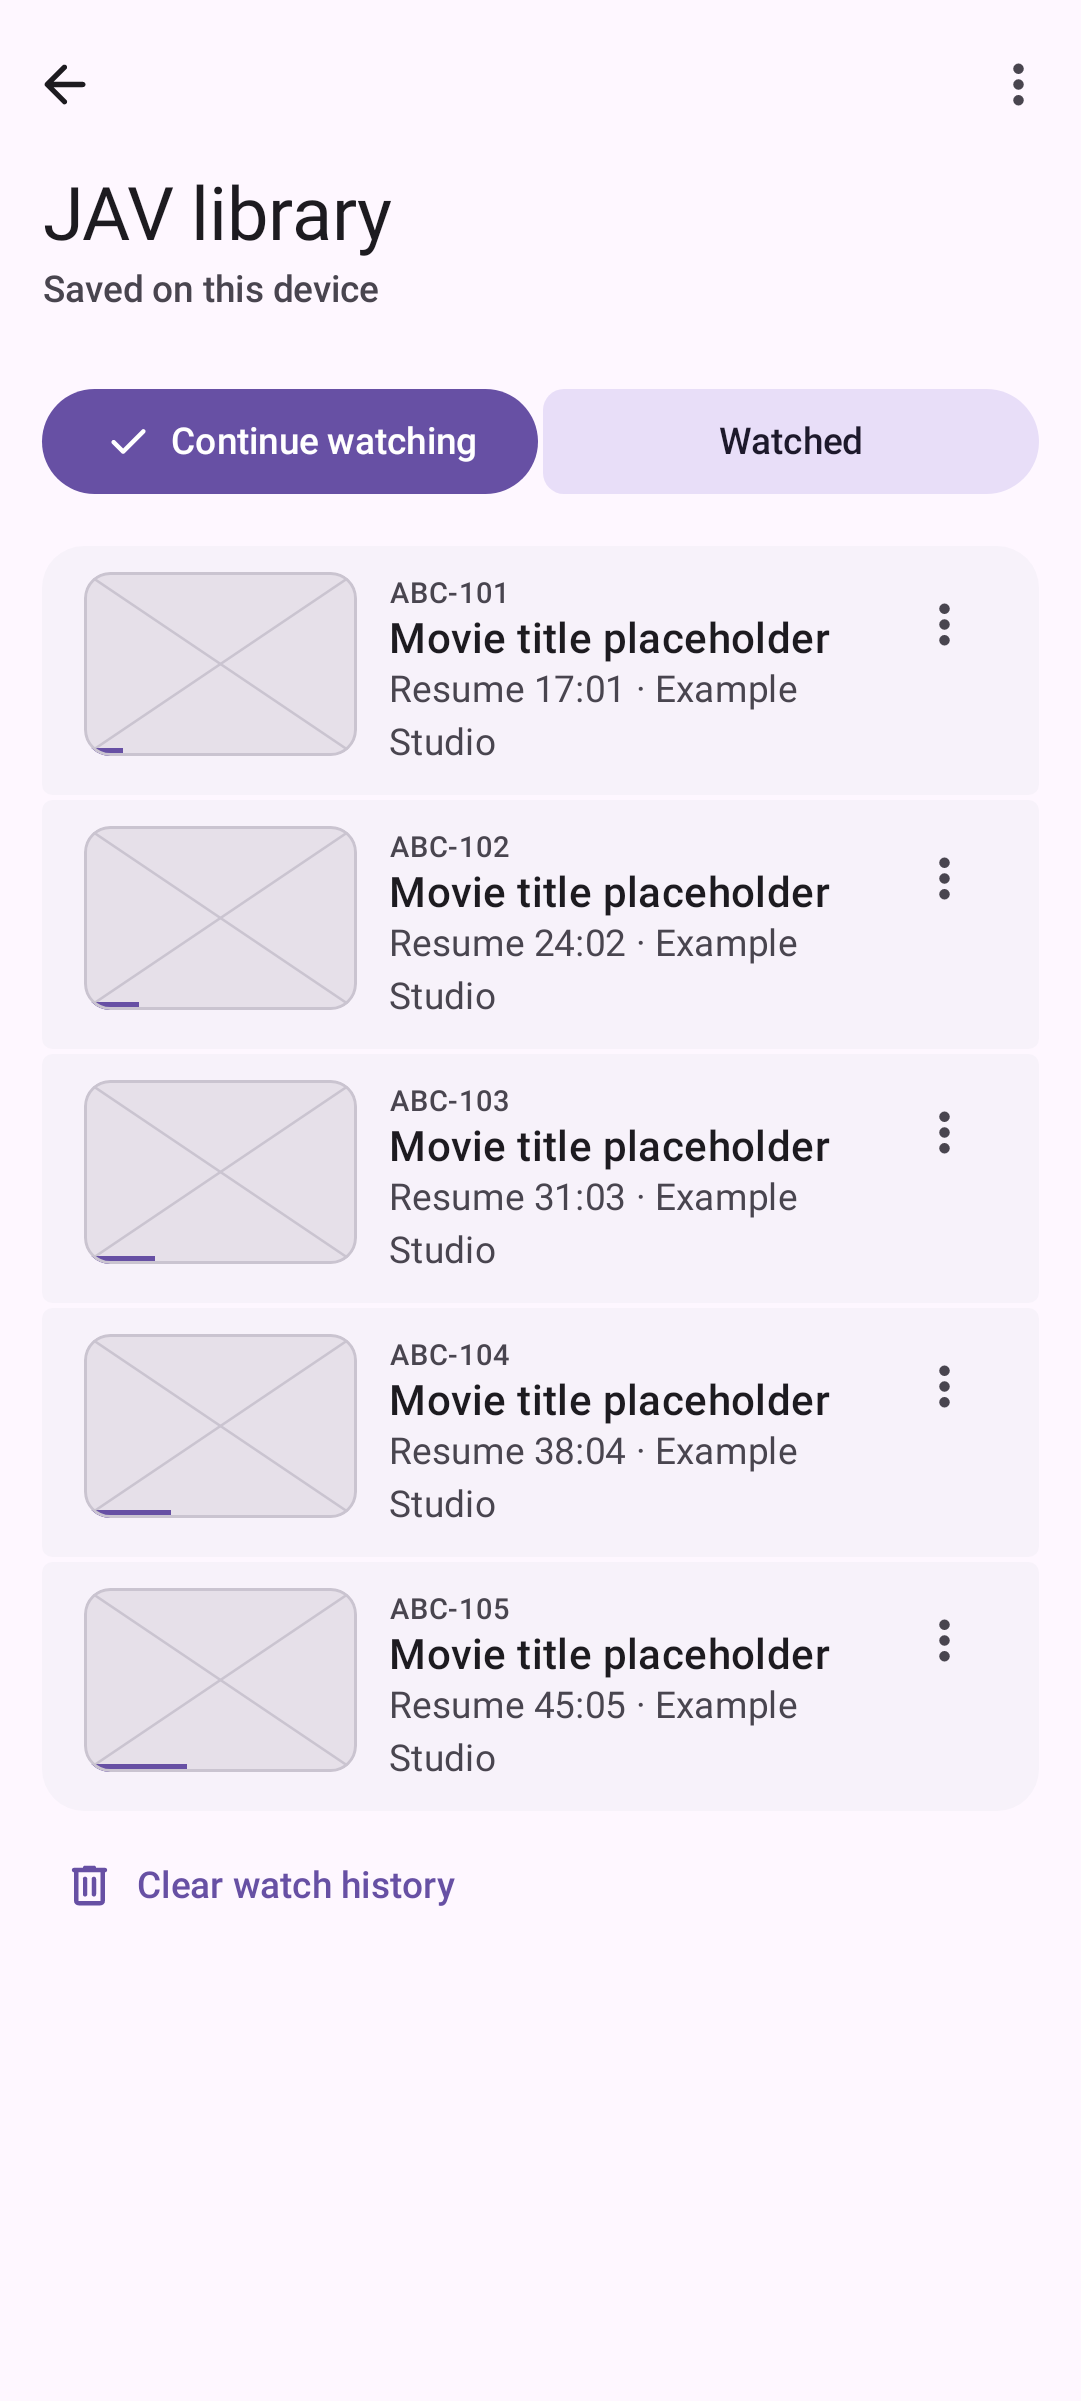 JAV library
Saved on this device
Continue watching
Watched
ABC-101
Movie title placeholder
Resume 17:01 · Example
Studio
ABC-102
Movie title placeholder
Resume 24:02 · Example
Studio
ABC-103
Movie title placeholder
Resume 31:03 · Example
Studio
ABC-104
Movie title placeholder
Resume 38:04 · Example
Studio
ABC-105
Movie title placeholder
Resume 45:05 · Example
Studio
Clear watch history